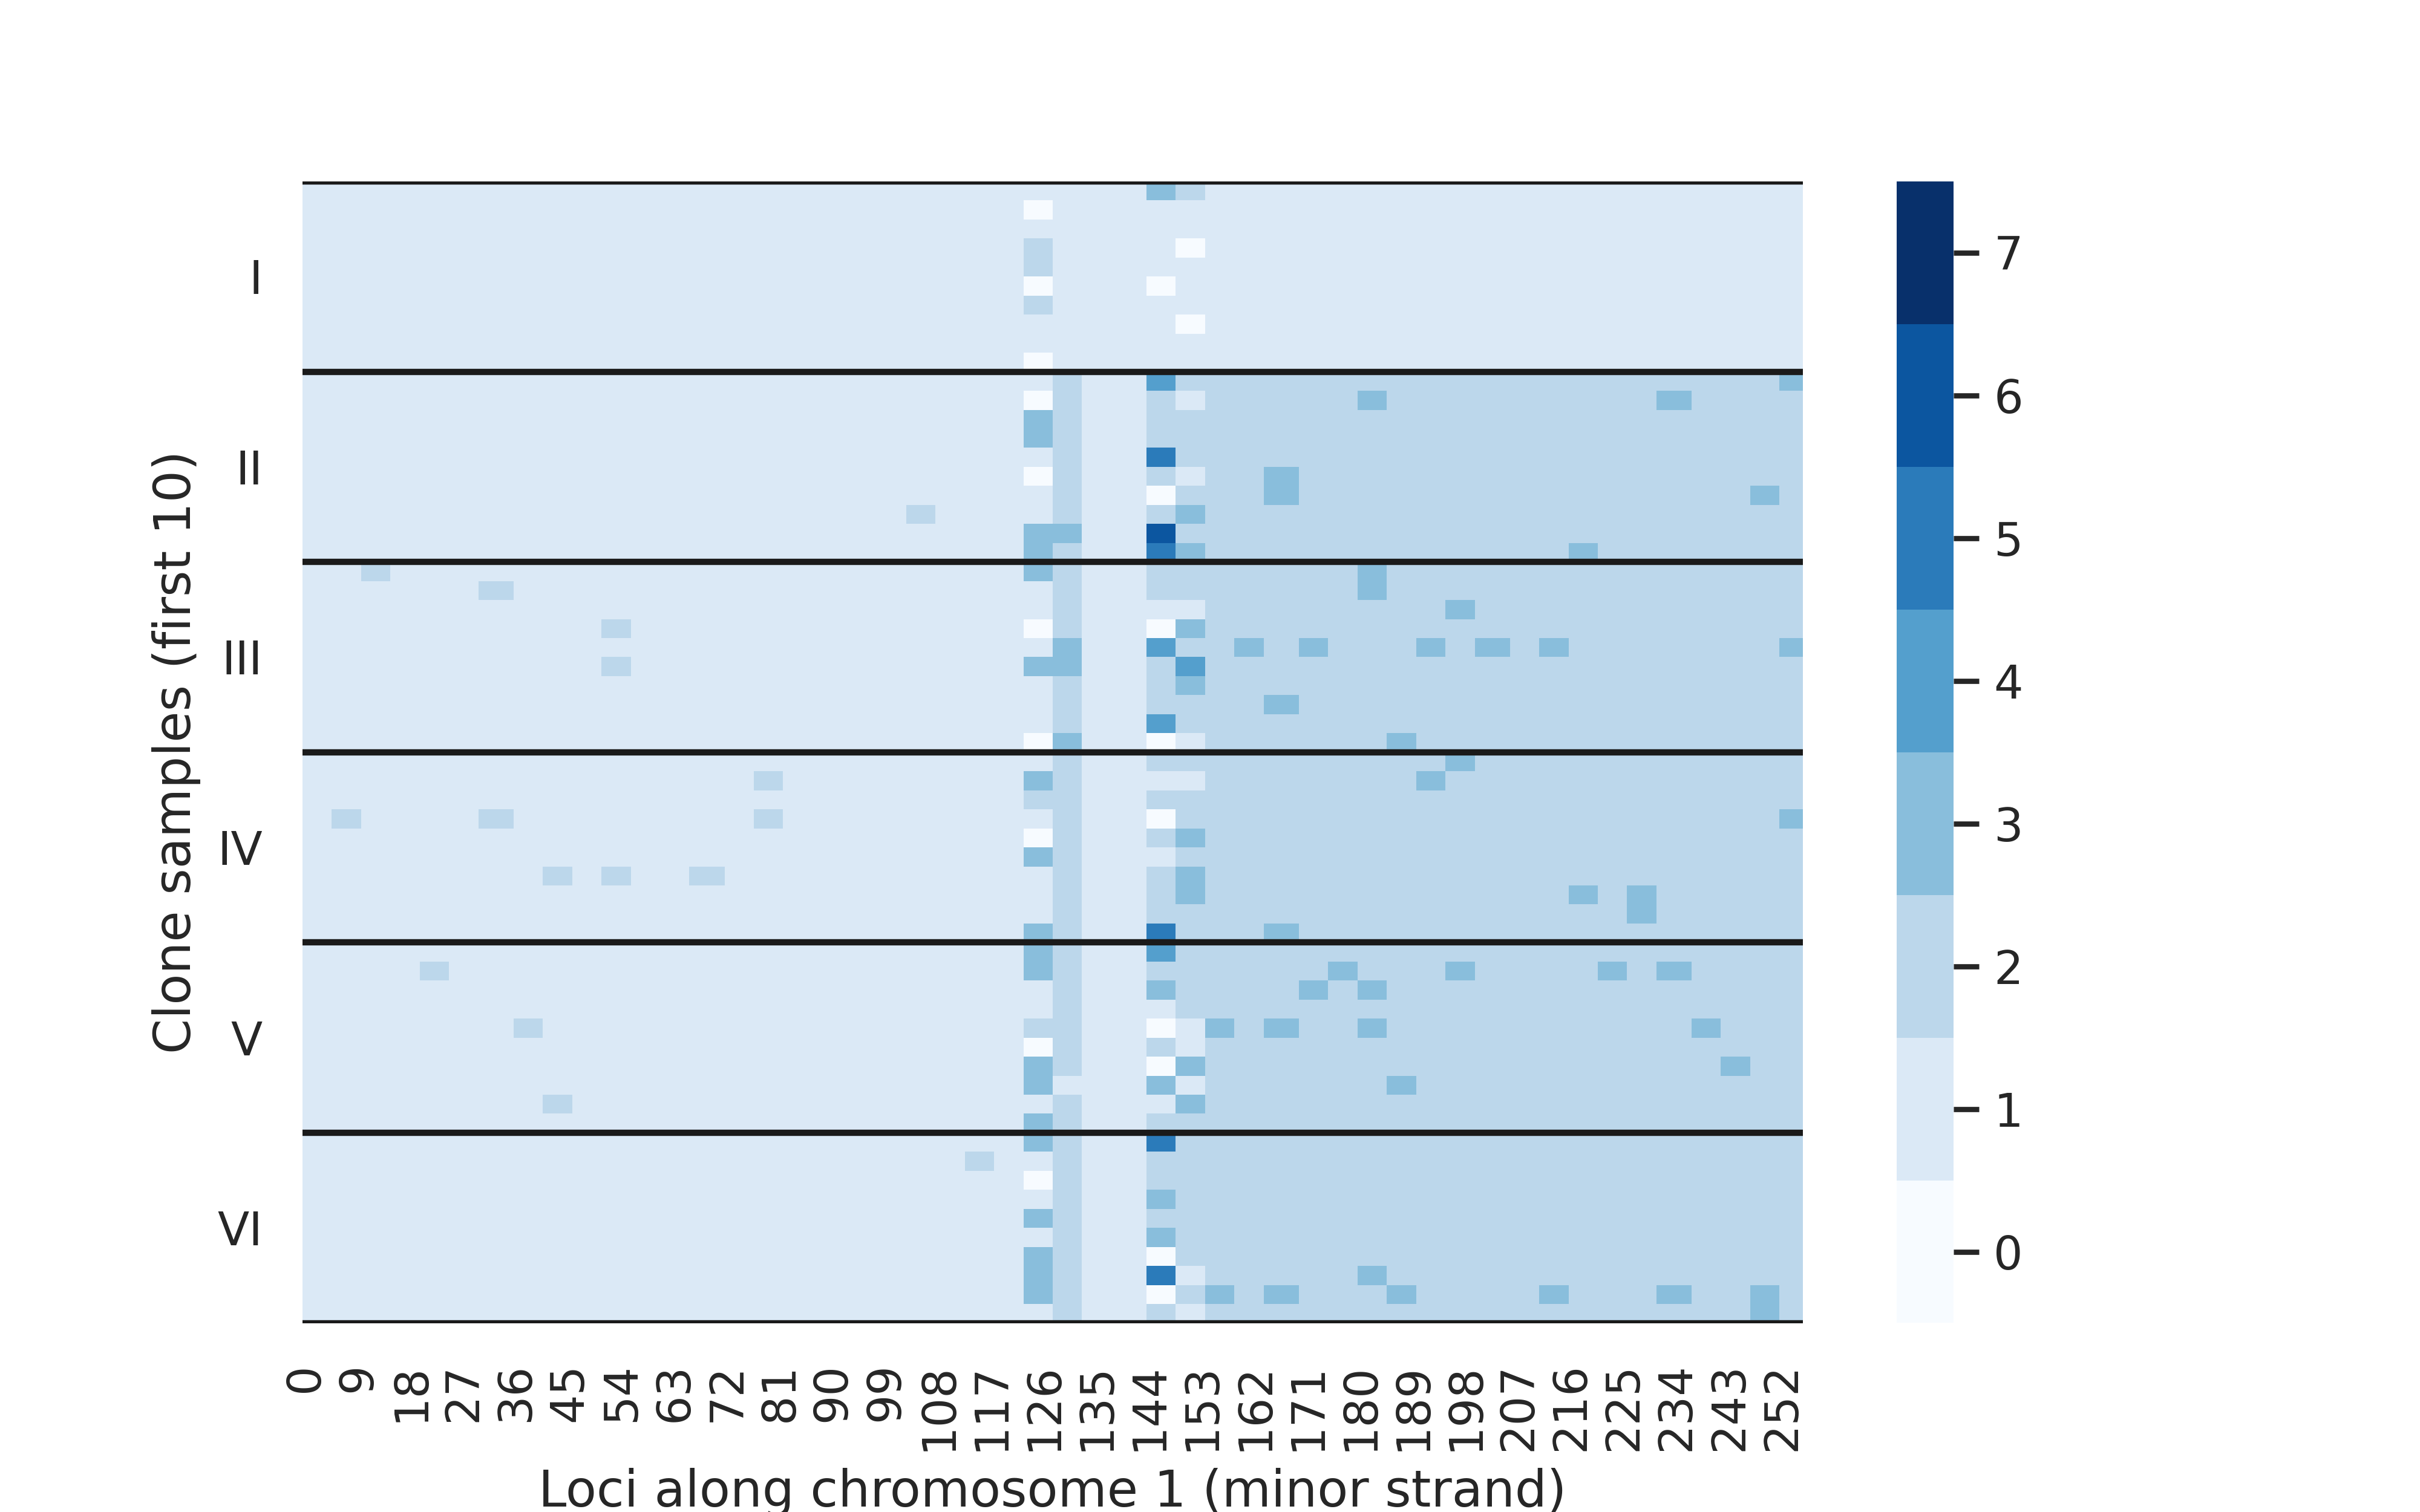 Clone samples (first 10)
I
II
III
IV
V
VI
7
6
5
4
3
2
1
0
0 9 18 27 36 45 54 63 72 81 90 99 108 117 126 135 144 153 162 171 180 189 198 207 216 225 234 243 252
Loci along chromosome 1 (minor strand)